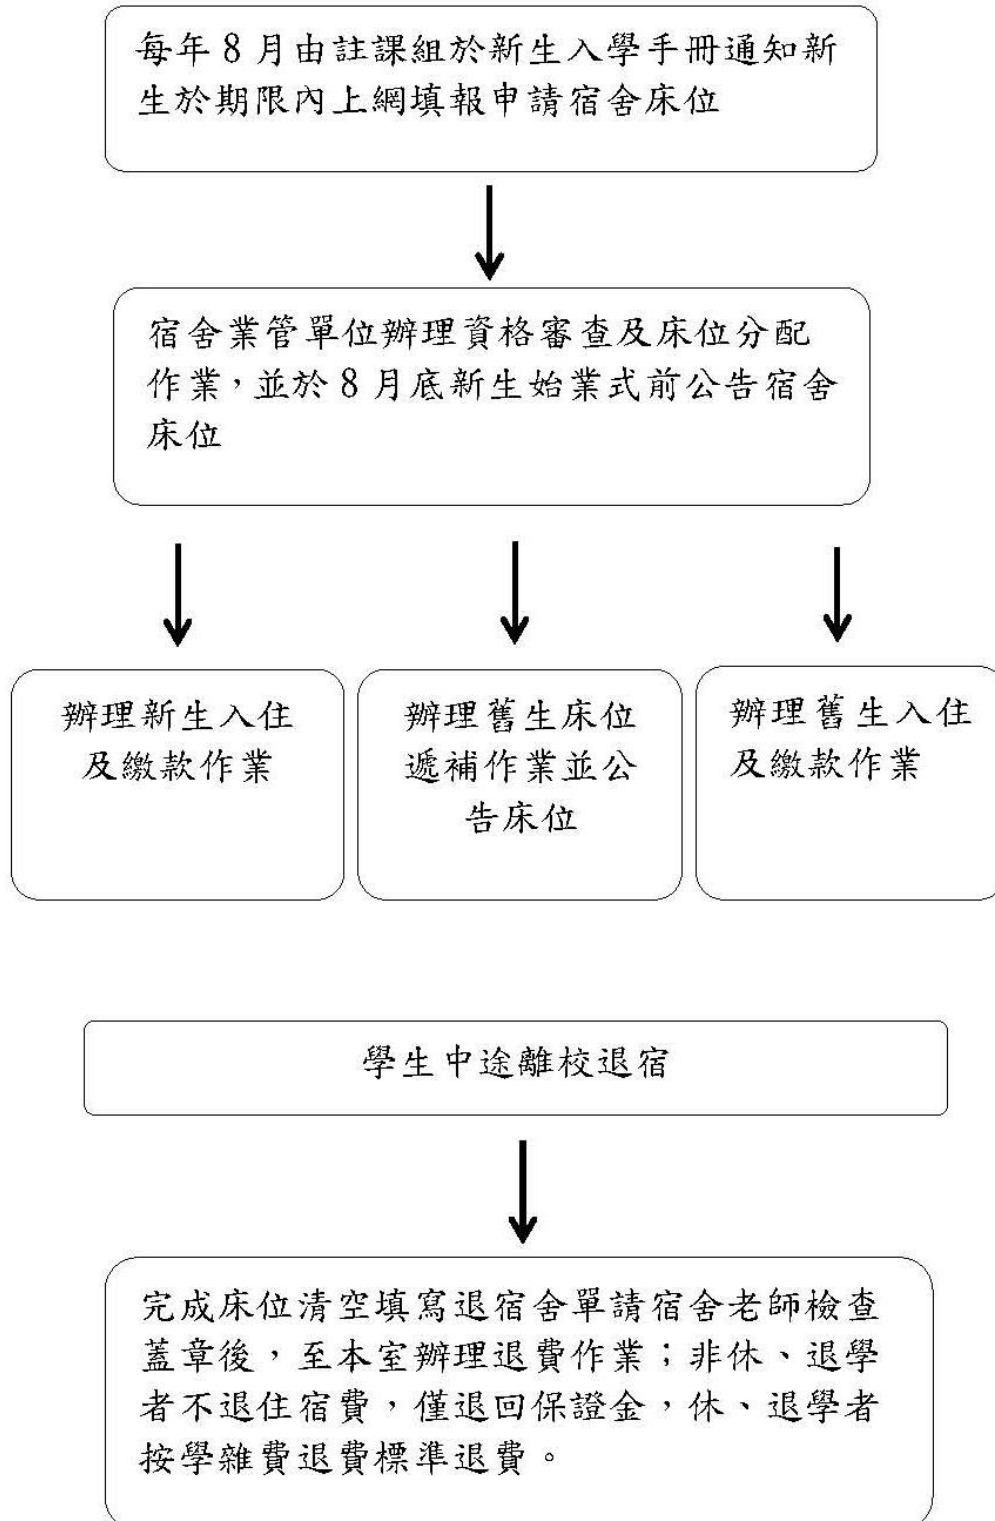 每年 8 月由註課組於新生入學手冊通知新
生於期限內上網填報申請宿舍床位
宿舍業管單位辦理資格審查及床位分配
作業，並於 8 月底新生始業式前公告宿舍
床位
辦理新生入住
及繳款作業
辦理舊生床位
遞補作業並公
告床位
辦理舊生入住
及繳款作業
學生中途離校退宿
完成床位清空填寫退宿舍單請宿舍老師檢查
蓋章後，至本室辦理退費作業；非休、退學
者不退住宿費，僅退回保證金，休、退學者
按學雜費退費標準退費。